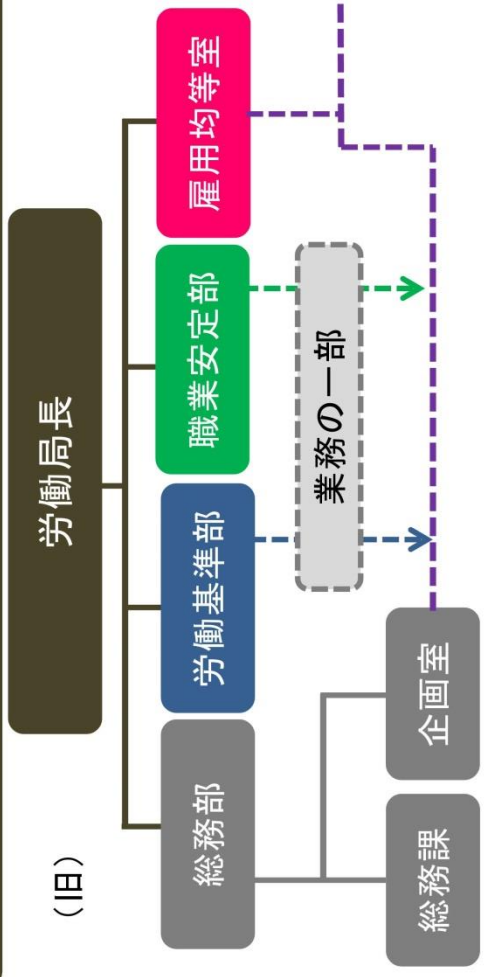 (旧)
労働局長
総務部
労働基準部
職業安定部
雇用均等室
業務の一部
総務課
企画室